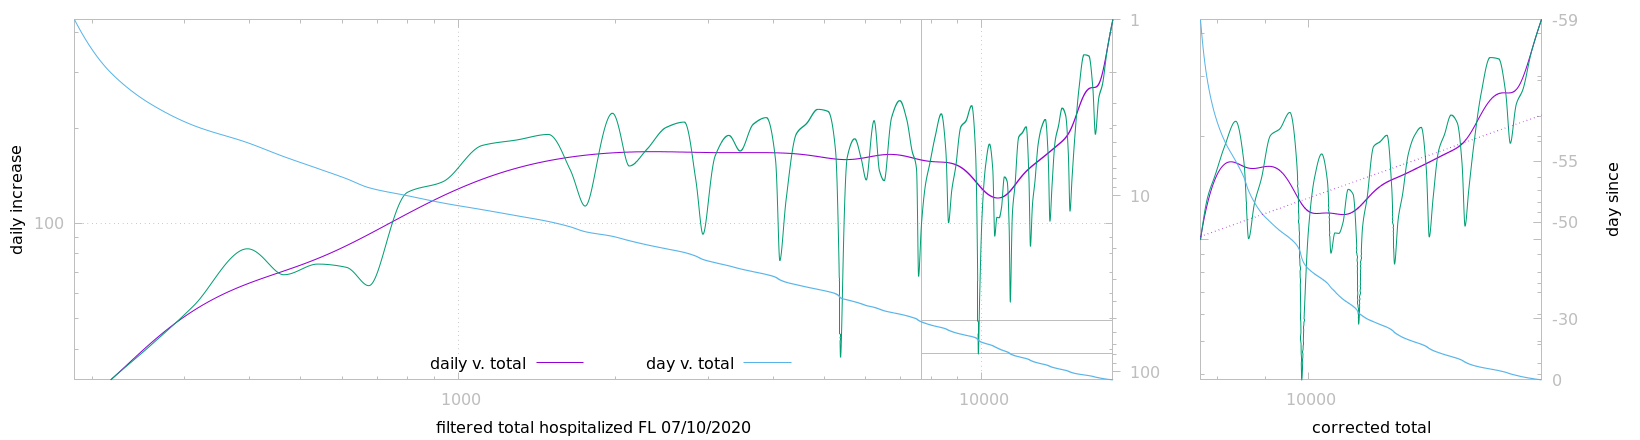 1
-59
daily increase
-55
day since
10
100
-50
-30
daily v. total
day v. total
100
0
1000
10000
10000
filtered total hospitalized FL 07/10/2020
corrected total